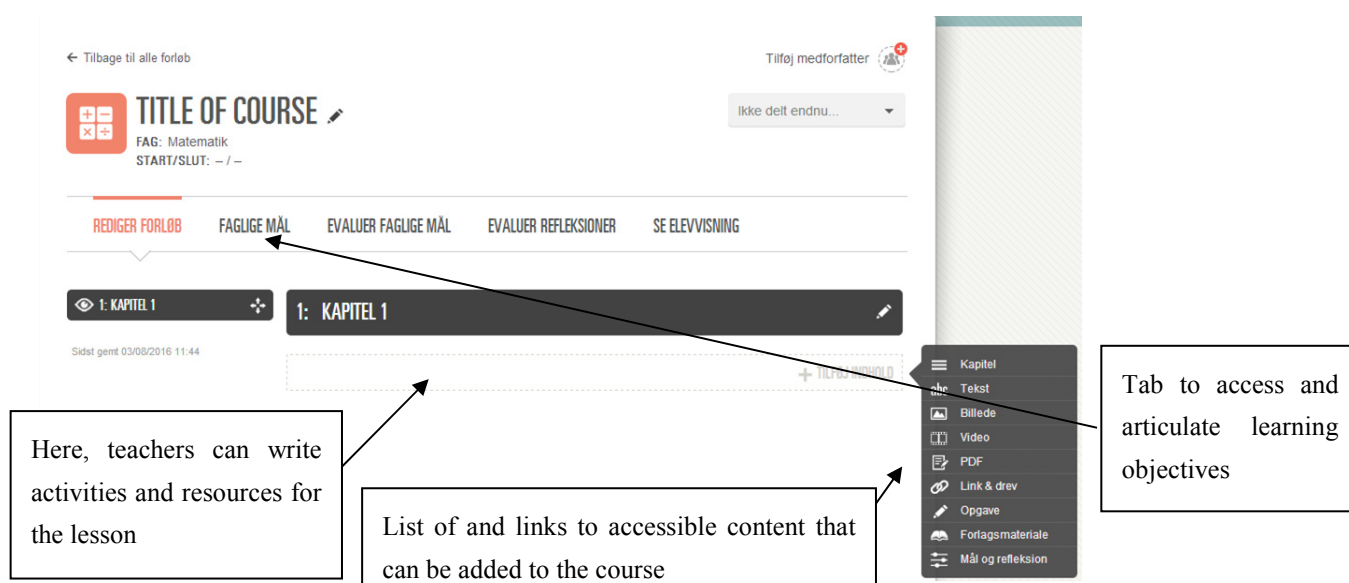 ← Tilbage til alle forløb
Tilføj medforfatter
TITLE OF COURSE
Ikke delt endnu...
FAG: Matematik
START/SLUT: – / –
REDIGER FORLØB FAGLIGE MÅL EVALUER FAGLIGE MÅL EVALUER REFLEKSIONER SE ELEVVISNING
1: KAPITEL 1
1: KAPITEL 1
Sidst gemt 03/08/2016 11:44
+ TILFØJ INDHOLD
Kapitel
abc Tekst
Billede
Video
PDF
Link & drev
Opgave
Forlagsmateriale
Mål og refleksion
Tab to access and
articulate learning
objectives
Here, teachers can write
activities and resources for
the lesson
List of and links to accessible content that
can be added to the course